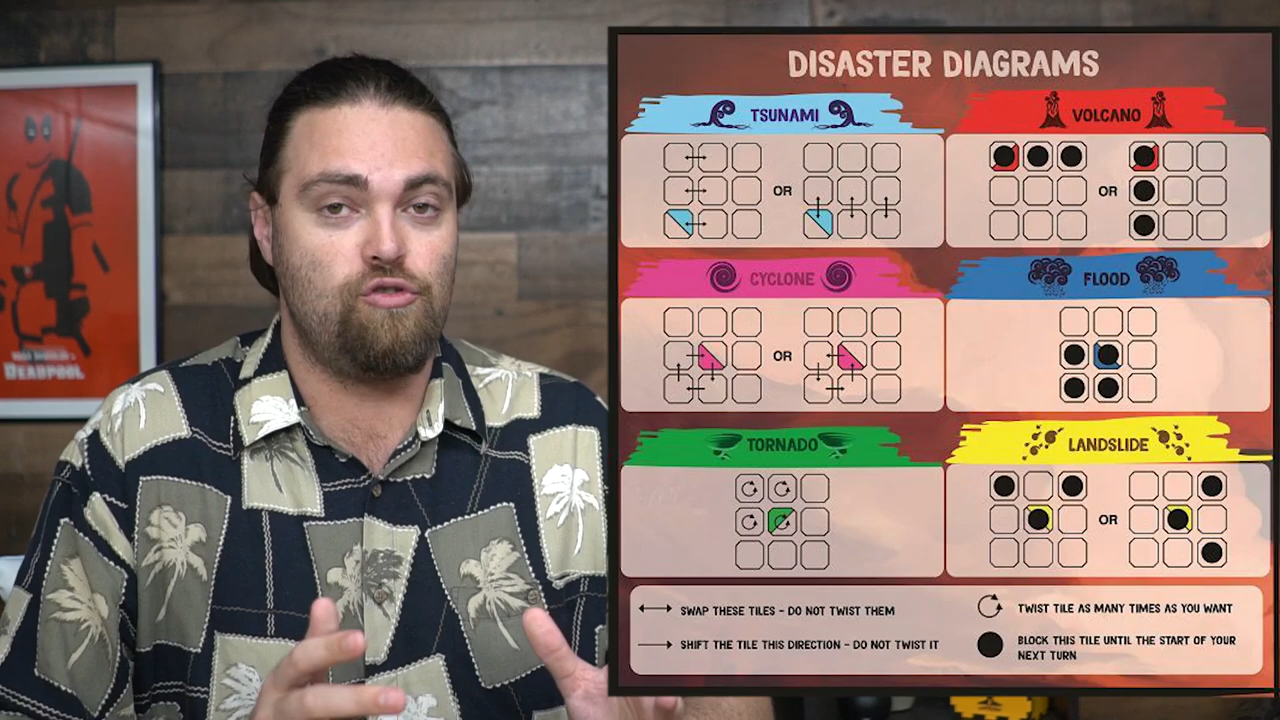 DISASTER DIAGRAMS
TSUNAMI
VOLCANO
OR
OR
CYCLONE
FLOOD
OR
TORNADO
LANDSLIDE
OR
SWAP THESE TILES - DO NOT TWIST THEM
SHIFT THE TILE THIS DIRECTION - DO NOT TWIST IT
TWIST TILE AS MANY TIMES AS YOU WANT
BLOCK THIS TILE UNTIL THE START OF YOUR
NEXT TURN
DEADPOOL